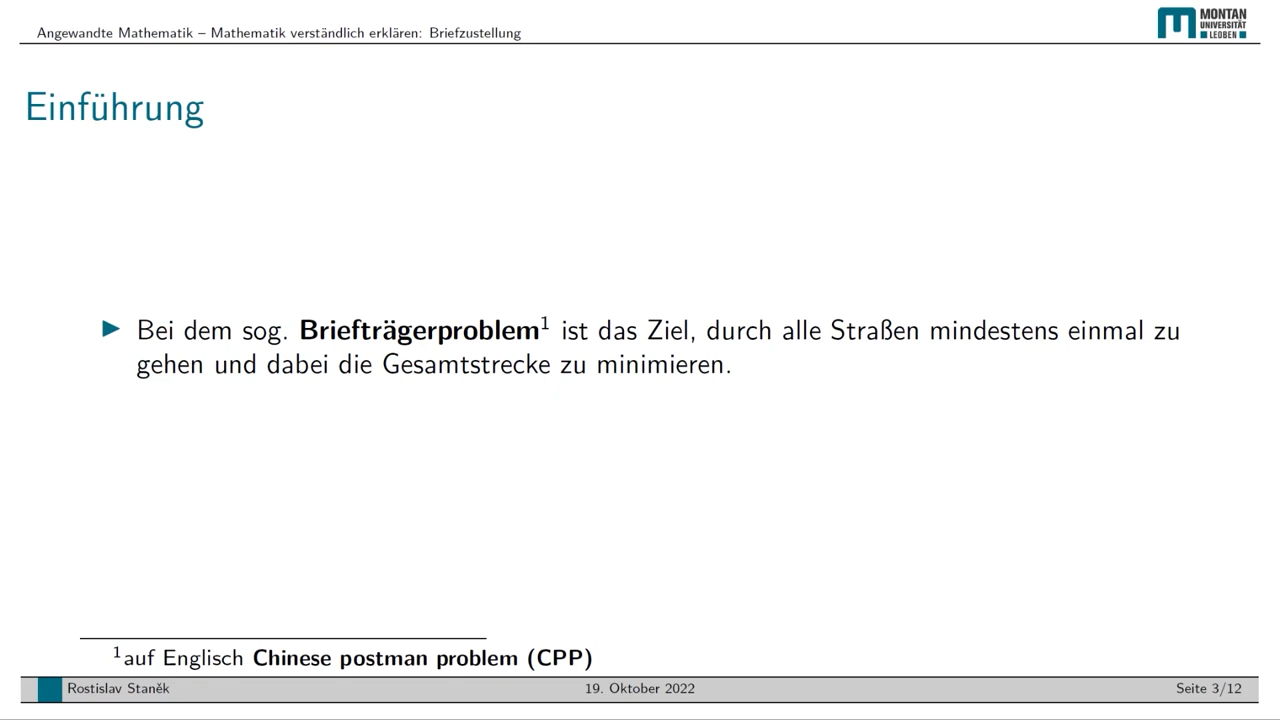 Angewandte Mathematik – Mathematik verständlich erklären: Briefzustellung
MONTAN
UNIVERSITÄT
LEOBEN
Einführung
Bei dem sog. Briefträgerproblem¹ ist das Ziel, durch alle Straßen mindestens einmal zu
gehen und dabei die Gesamtstrecke zu minimieren.
¹auf Englisch Chinese postman problem (CPP)
Rostislav Staněk 19. Oktober 2022 Seite 3/12